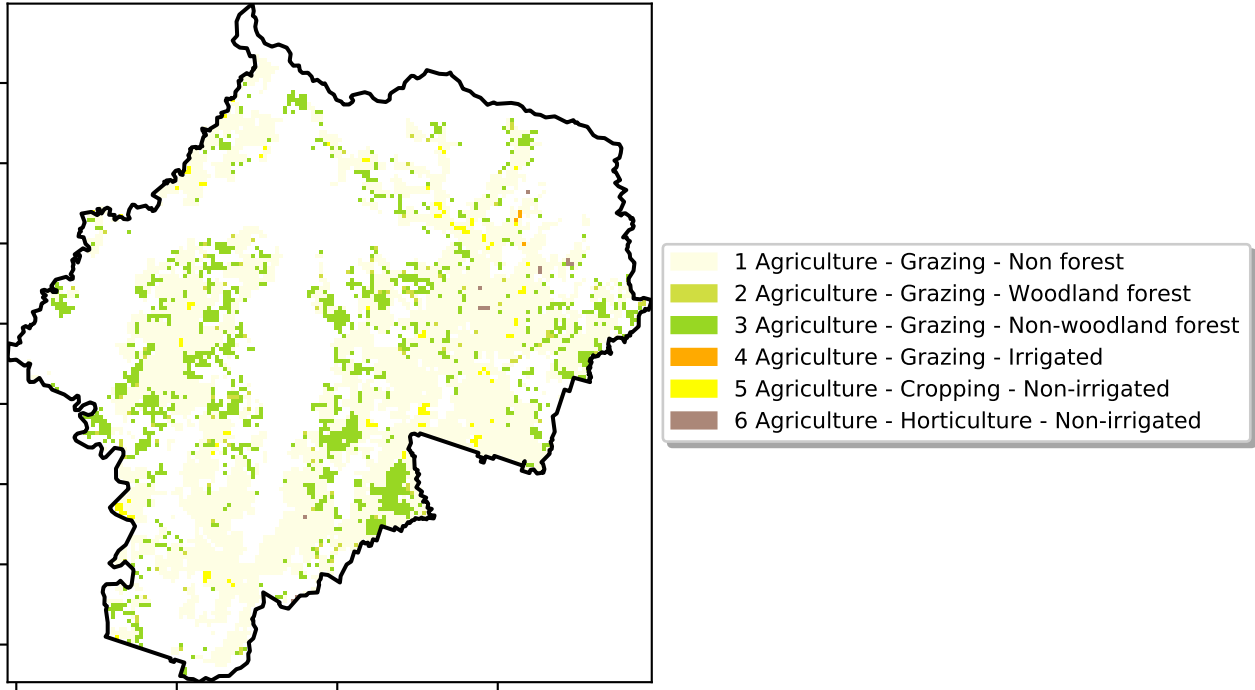 1 Agriculture - Grazing - Non forest
2 Agriculture - Grazing - Woodland forest
3 Agriculture - Grazing - Non-woodland forest
4 Agriculture - Grazing - Irrigated
5 Agriculture - Cropping - Non-irrigated
6 Agriculture - Horticulture - Non-irrigated